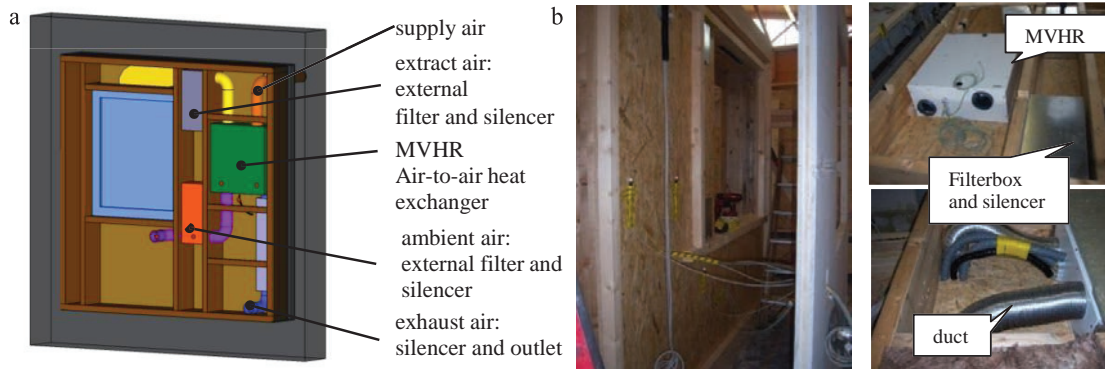 a
supply air
extract air:
external
filter and silencer
MVHR
Air-to-air heat
exchanger
ambient air:
external filter and
silencer
exhaust air:
silencer and outlet
b
MVHR
Filterbox
and silencer
duct